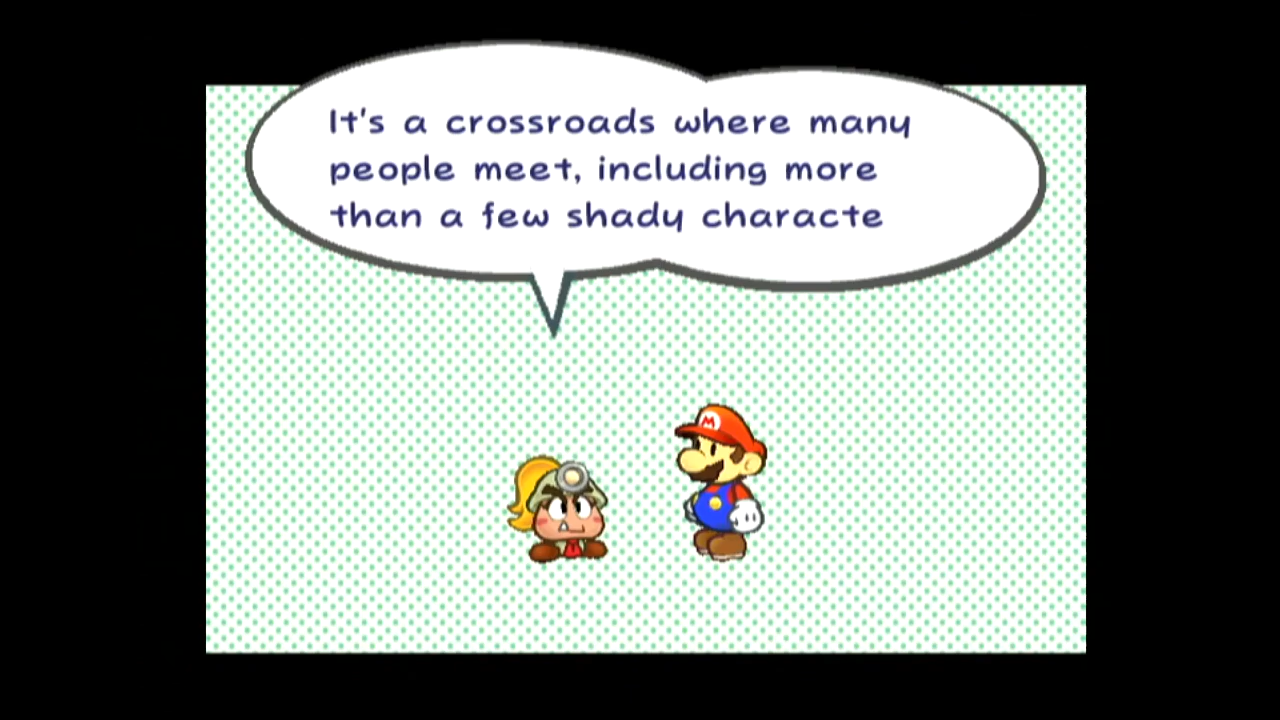 It's a crossroads where many
people meet, including more
than a few shady characte
M